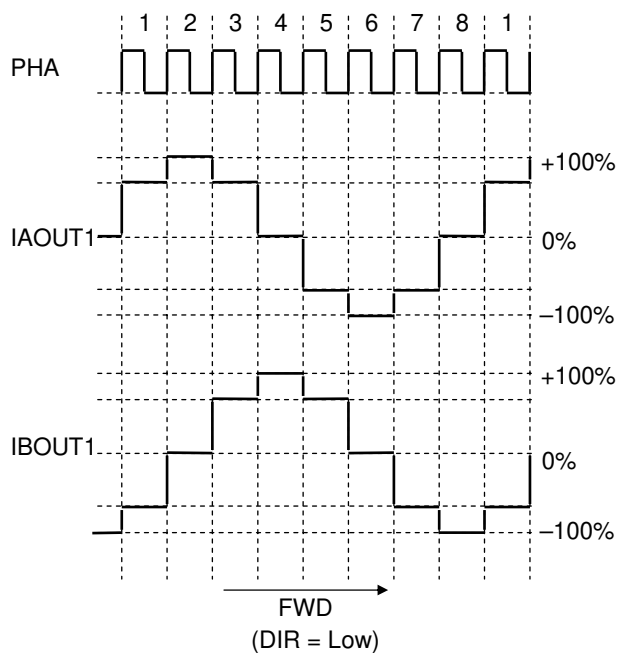 1 2 3 4 5 6 7 8 1
PHA
+100%
IAOUT1
0%
–100%
+100%
IBOUT1
0%
–100%
FWD
(DIR = Low)